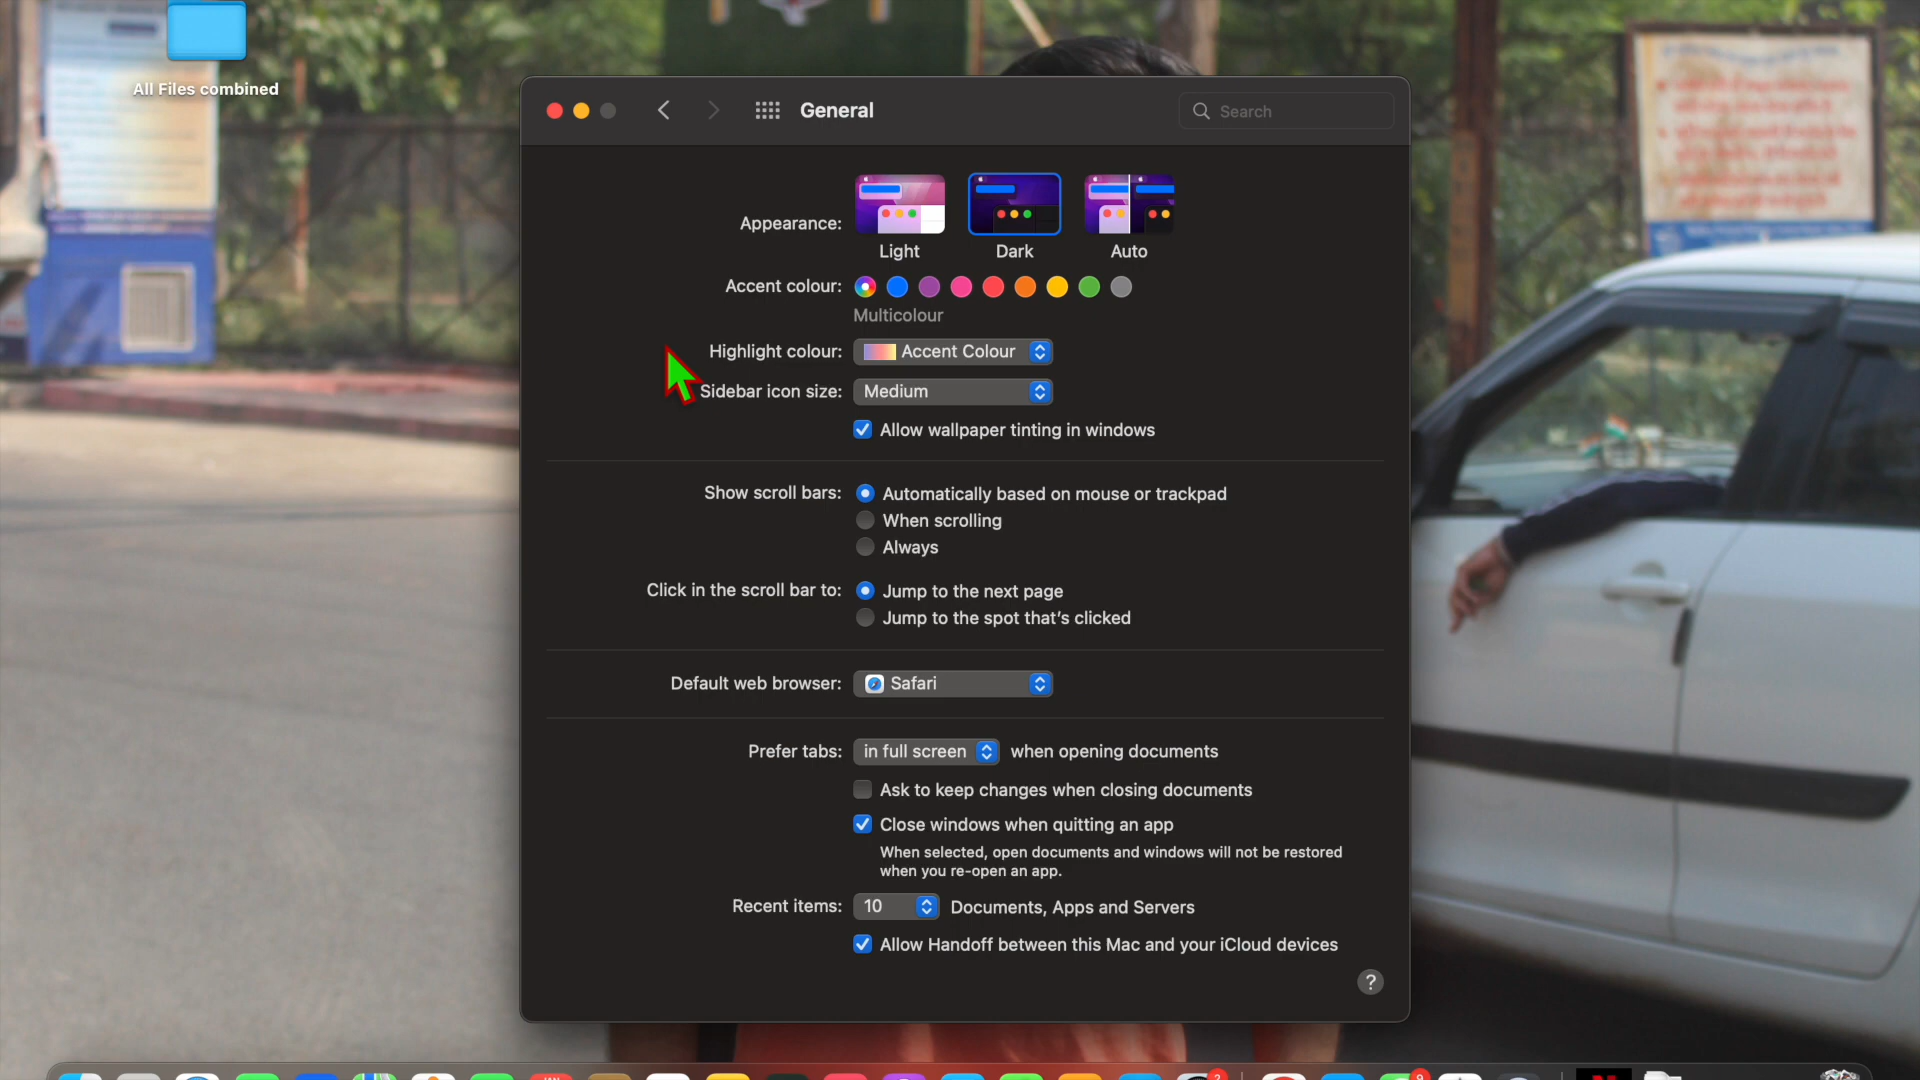 All Files combined
General
Search
Appearance:
Light
Dark
Auto
Accent colour:
Multicolour
Highlight colour:
Accent Colour
Sidebar icon size:
Medium
Allow wallpaper tinting in windows
Show scroll bars:
Automatically based on mouse or trackpad
When scrolling
Always
Click in the scroll bar to:
Jump to the next page
Jump to the spot that's clicked
Default web browser:
Safari
Prefer tabs:
in full screen
when opening documents
Ask to keep changes when closing documents
Close windows when quitting an app
When selected, open documents and windows will not be restored
when you re-open an app.
Recent items:
10
Documents, Apps and Servers
Allow Handoff between this Mac and your iCloud devices
?
2
9